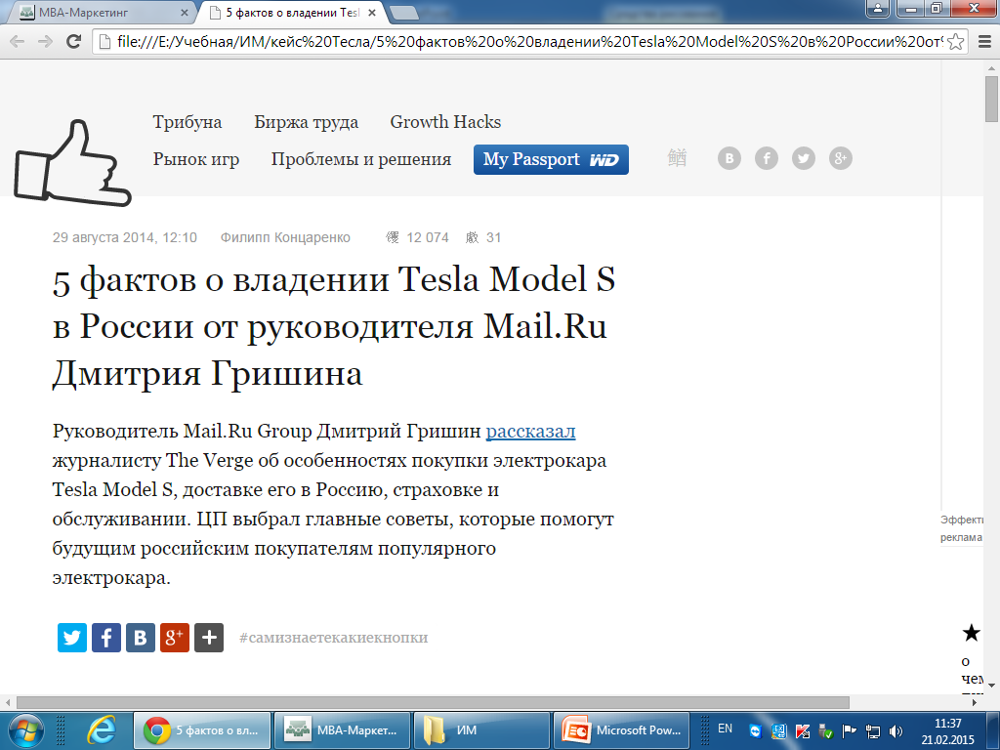 МВА-Маркетинг
5 фактов о владении Tesl
file:///E:/Учебная/ИМ/кейс%20Тесла/5%20фактов%20о%20владении%20Tesla%20Model%20S%20в%20России%20от%
Трибуна Биржа труда Growth Hacks
Рынок игр Проблемы и решения My Passport WD
29 августа 2014, 12:10 Филипп Концаренко 12 074 31
5 фактов о владении Tesla Model S
в России от руководителя Mail.Ru
Дмитрия Гришина
Руководитель Mail.Ru Group Дмитрий Гришин рассказал
журналисту The Verge об особенностях покупки электрокара
Tesla Model S, доставке его в Россию, страховке и
обслуживании. ЦП выбрал главные советы, которые помогут
будущим российским покупателям популярного
электрокара.
Эффекти
реклама
#самизнаетекакиекнопки
о
чем
5 фактов о вл...
МВА-Маркет...
ИМ
Microsoft Pow...
EN
11:37
21.02.2015